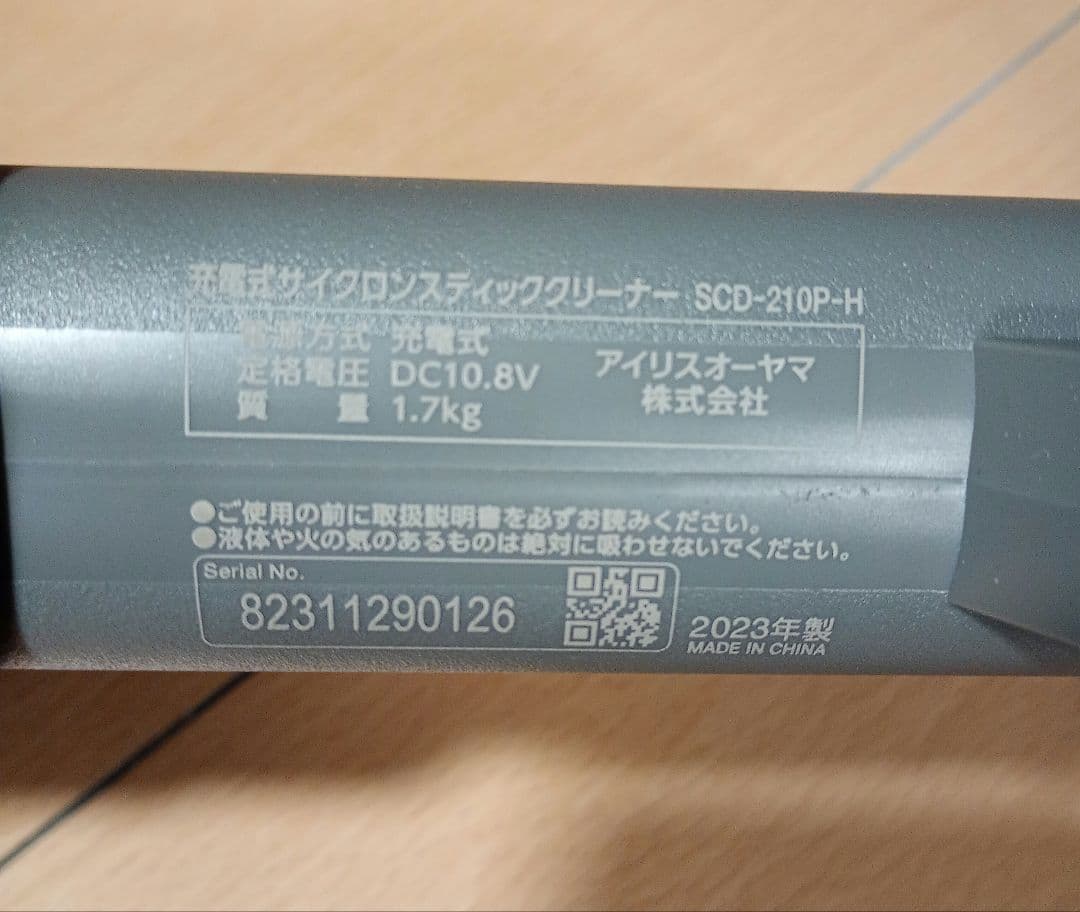 充電式サイクロンスティッククリーナー SCD-210P-H
電源方式 充電式
定格電圧 DC10.8V
質 量 1.7kg
アイリスオーヤマ
株式会社
●ご使用の前に取扱説明書を必ずお読みください。
●液体や火の気のあるものは絶対に吸わせないでください。
Serial No.
82311290126
2023年製
MADE IN CHINA